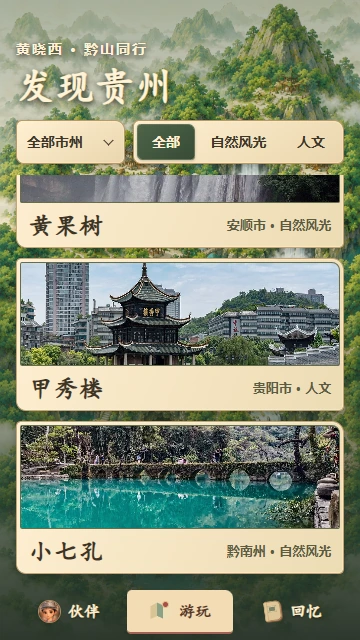 黄晓西 • 黔山同行
发现贵州
全部市州
全部 自然风光 人文
黄果树
安顺市 • 自然风光
甲秀楼
甲秀楼
贵阳市 • 人文
小七孔
黔南州 • 自然风光
伙伴 游玩 回忆